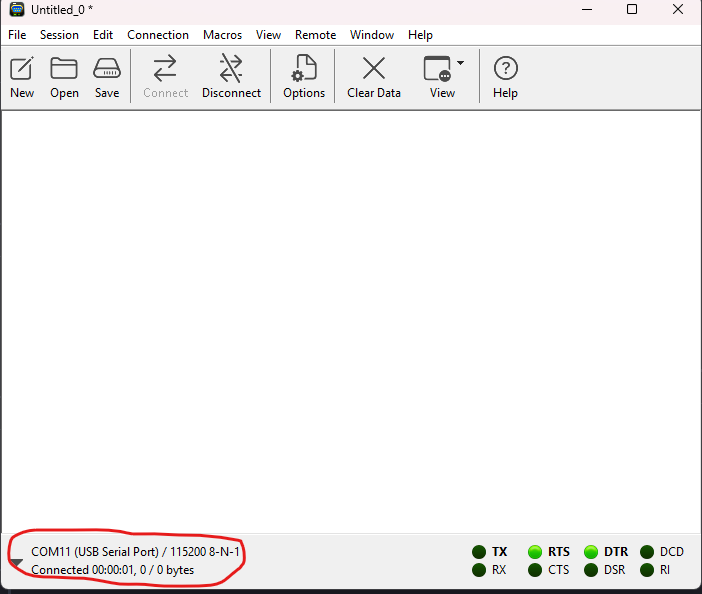 Untitled_0 *
File Session Edit Connection Macros View Remote Window Help
New Open Save Connect Disconnect Options Clear Data View Help
COM11 (USB Serial Port) / 115200 8-N-1 TX RTS DTR DCD
Connected 00:00:01, 0 / 0 bytes RX CTS DSR RI